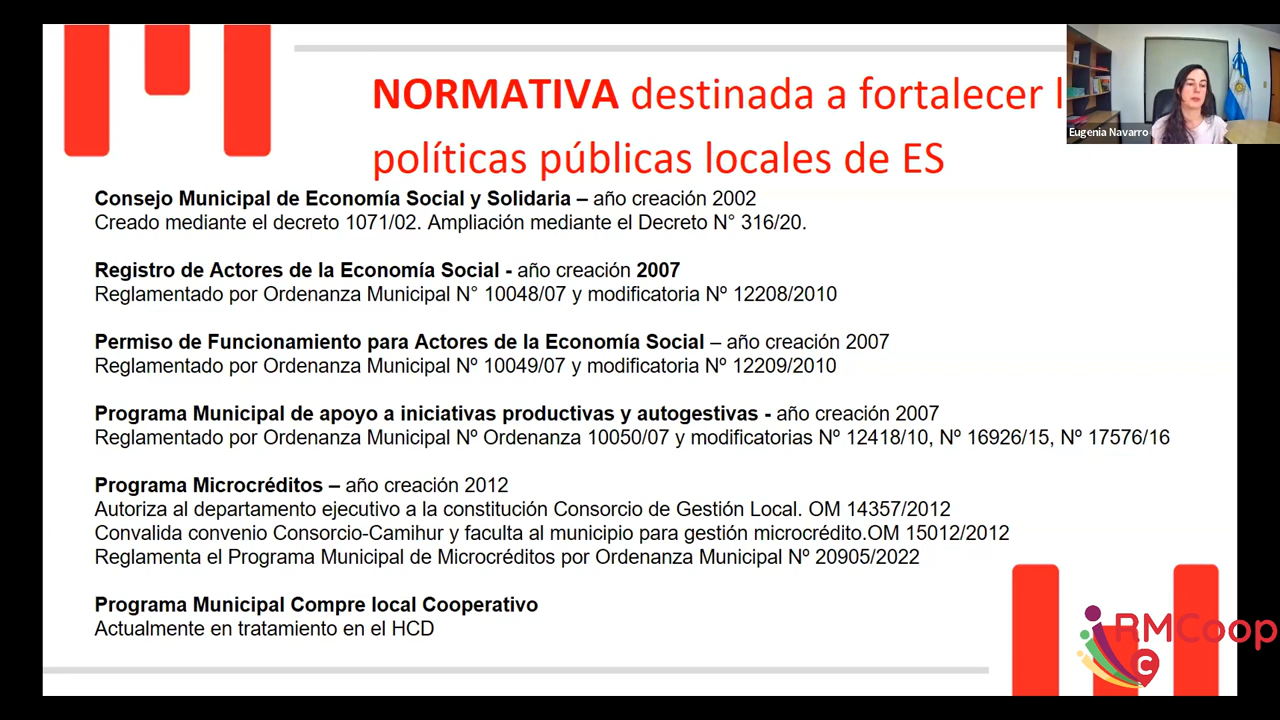 NORMATIVA destinada a fortalecer l
políticas públicas locales de ES
Eugenia Navarro
Consejo Municipal de Economía Social y Solidaria – año creación 2002
Creado mediante el decreto 1071/02. Ampliación mediante el Decreto N° 316/20.
Registro de Actores de la Economía Social - año creación 2007
Reglamentado por Ordenanza Municipal N° 10048/07 y modificatoria Nº 12208/2010
Permiso de Funcionamiento para Actores de la Economía Social – año creación 2007
Reglamentado por Ordenanza Municipal Nº 10049/07 y modificatoria Nº 12209/2010
Programa Municipal de apoyo a iniciativas productivas y autogestivas - año creación 2007
Reglamentado por Ordenanza Municipal Nº Ordenanza 10050/07 y modificatorias Nº 12418/10, Nº 16926/15, Nº 17576/16
Programa Microcréditos – año creación 2012
Autoriza al departamento ejecutivo a la constitución Consorcio de Gestión Local. OM 14357/2012
Convalida convenio Consorcio-Camihur y faculta al municipio para gestión microcrédito.OM 15012/2012
Reglamenta el Programa Municipal de Microcréditos por Ordenanza Municipal Nº 20905/2022
Programa Municipal Compre local Cooperativo
Actualmente en tratamiento en el HCD
RMCoop
C